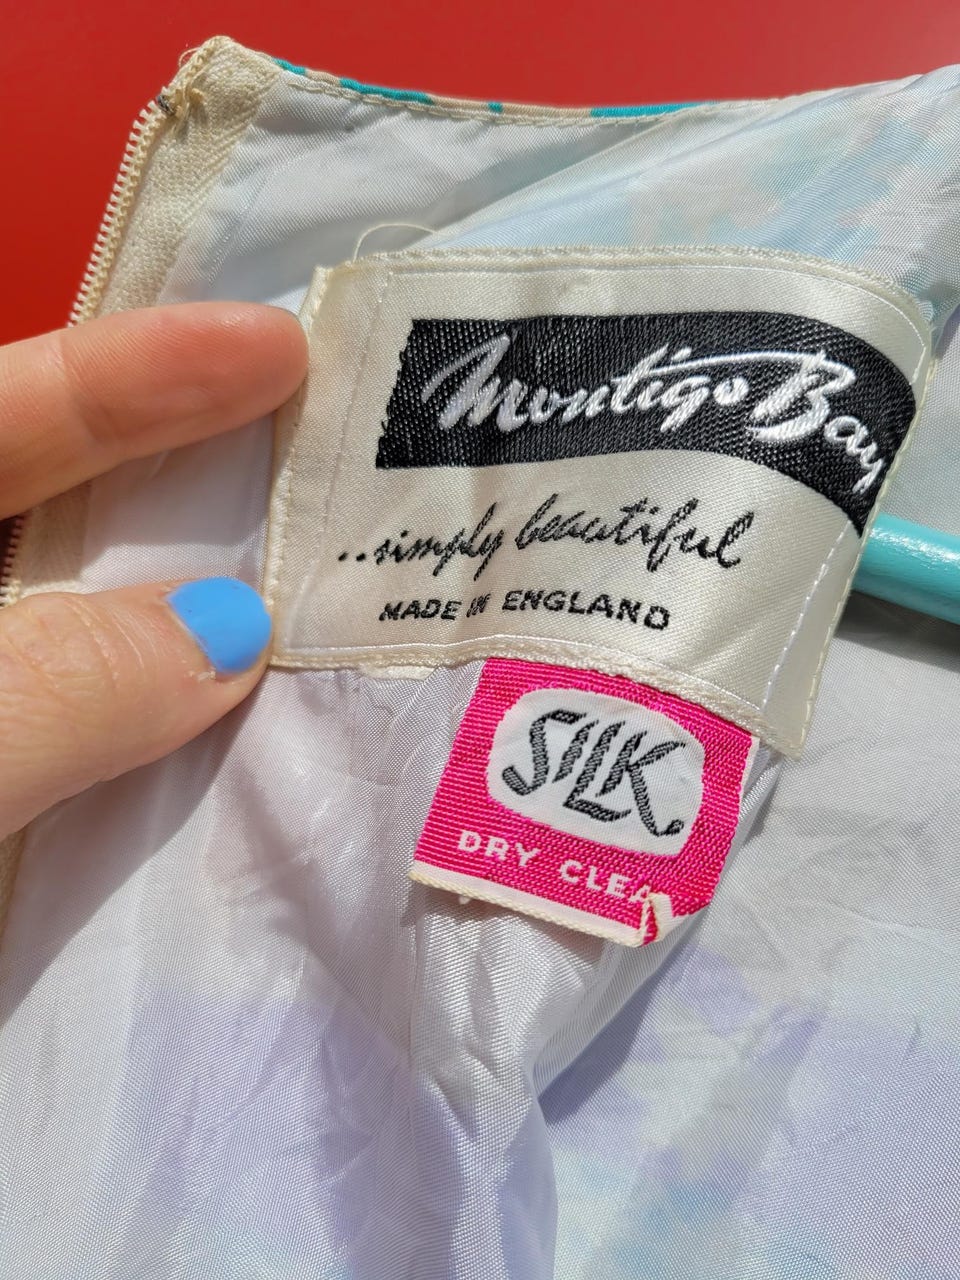 Montigo Bay
..simply beautiful
MADE IN ENGLAND
SILK
DRY CLEA